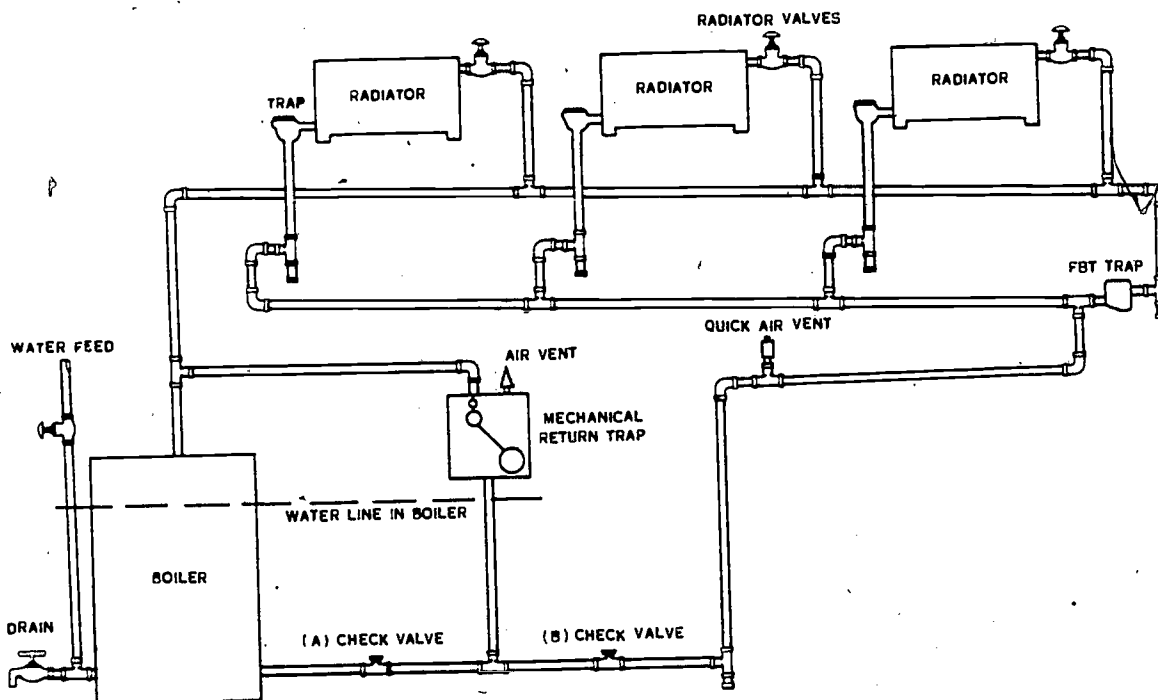 RADIATOR VALVES
RADIATOR
RADIATOR
RADIATOR
TRAP
FBT TRAP
QUICK AIR VENT
WATER FEED
AIR VENT
MECHANICAL
RETURN TRAP
WATER LINE IN BOILER
BOILER
DRAIN
(A) CHECK VALVE
(B) CHECK VALVE